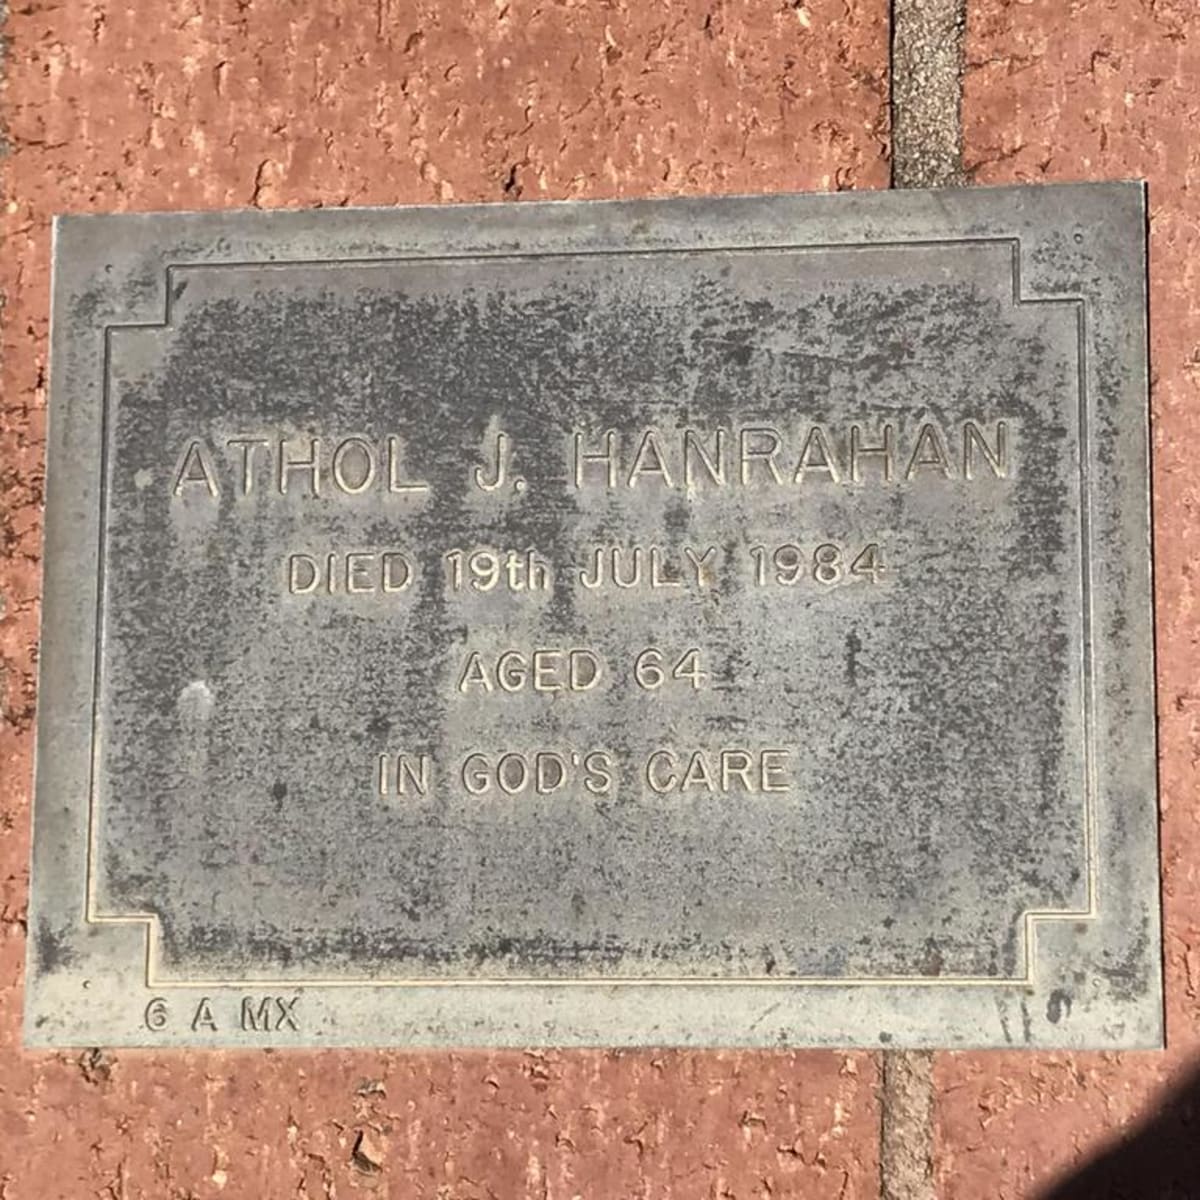 ATHOL J. HANRAHAN
DIED 19th JULY 1984
AGED 64
IN GOD'S CARE
6 A MX